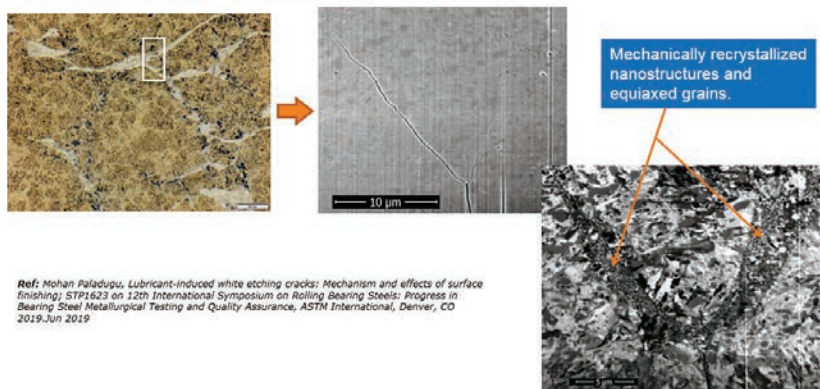 Mechanically recrystallized
nanostructures and
equiaxed grains.
10 µm
5 µm
Ref: Mohan Paladugu, Lubricant-induced white etching cracks: Mechanism and effects of surface
finishing; STP1623 on 12th International Symposium on Rolling Bearing Steels: Progress in
Bearing Steel Metallurgical Testing and Quality Assurance, ASTM International, Denver, CO
2019.Jun 2019